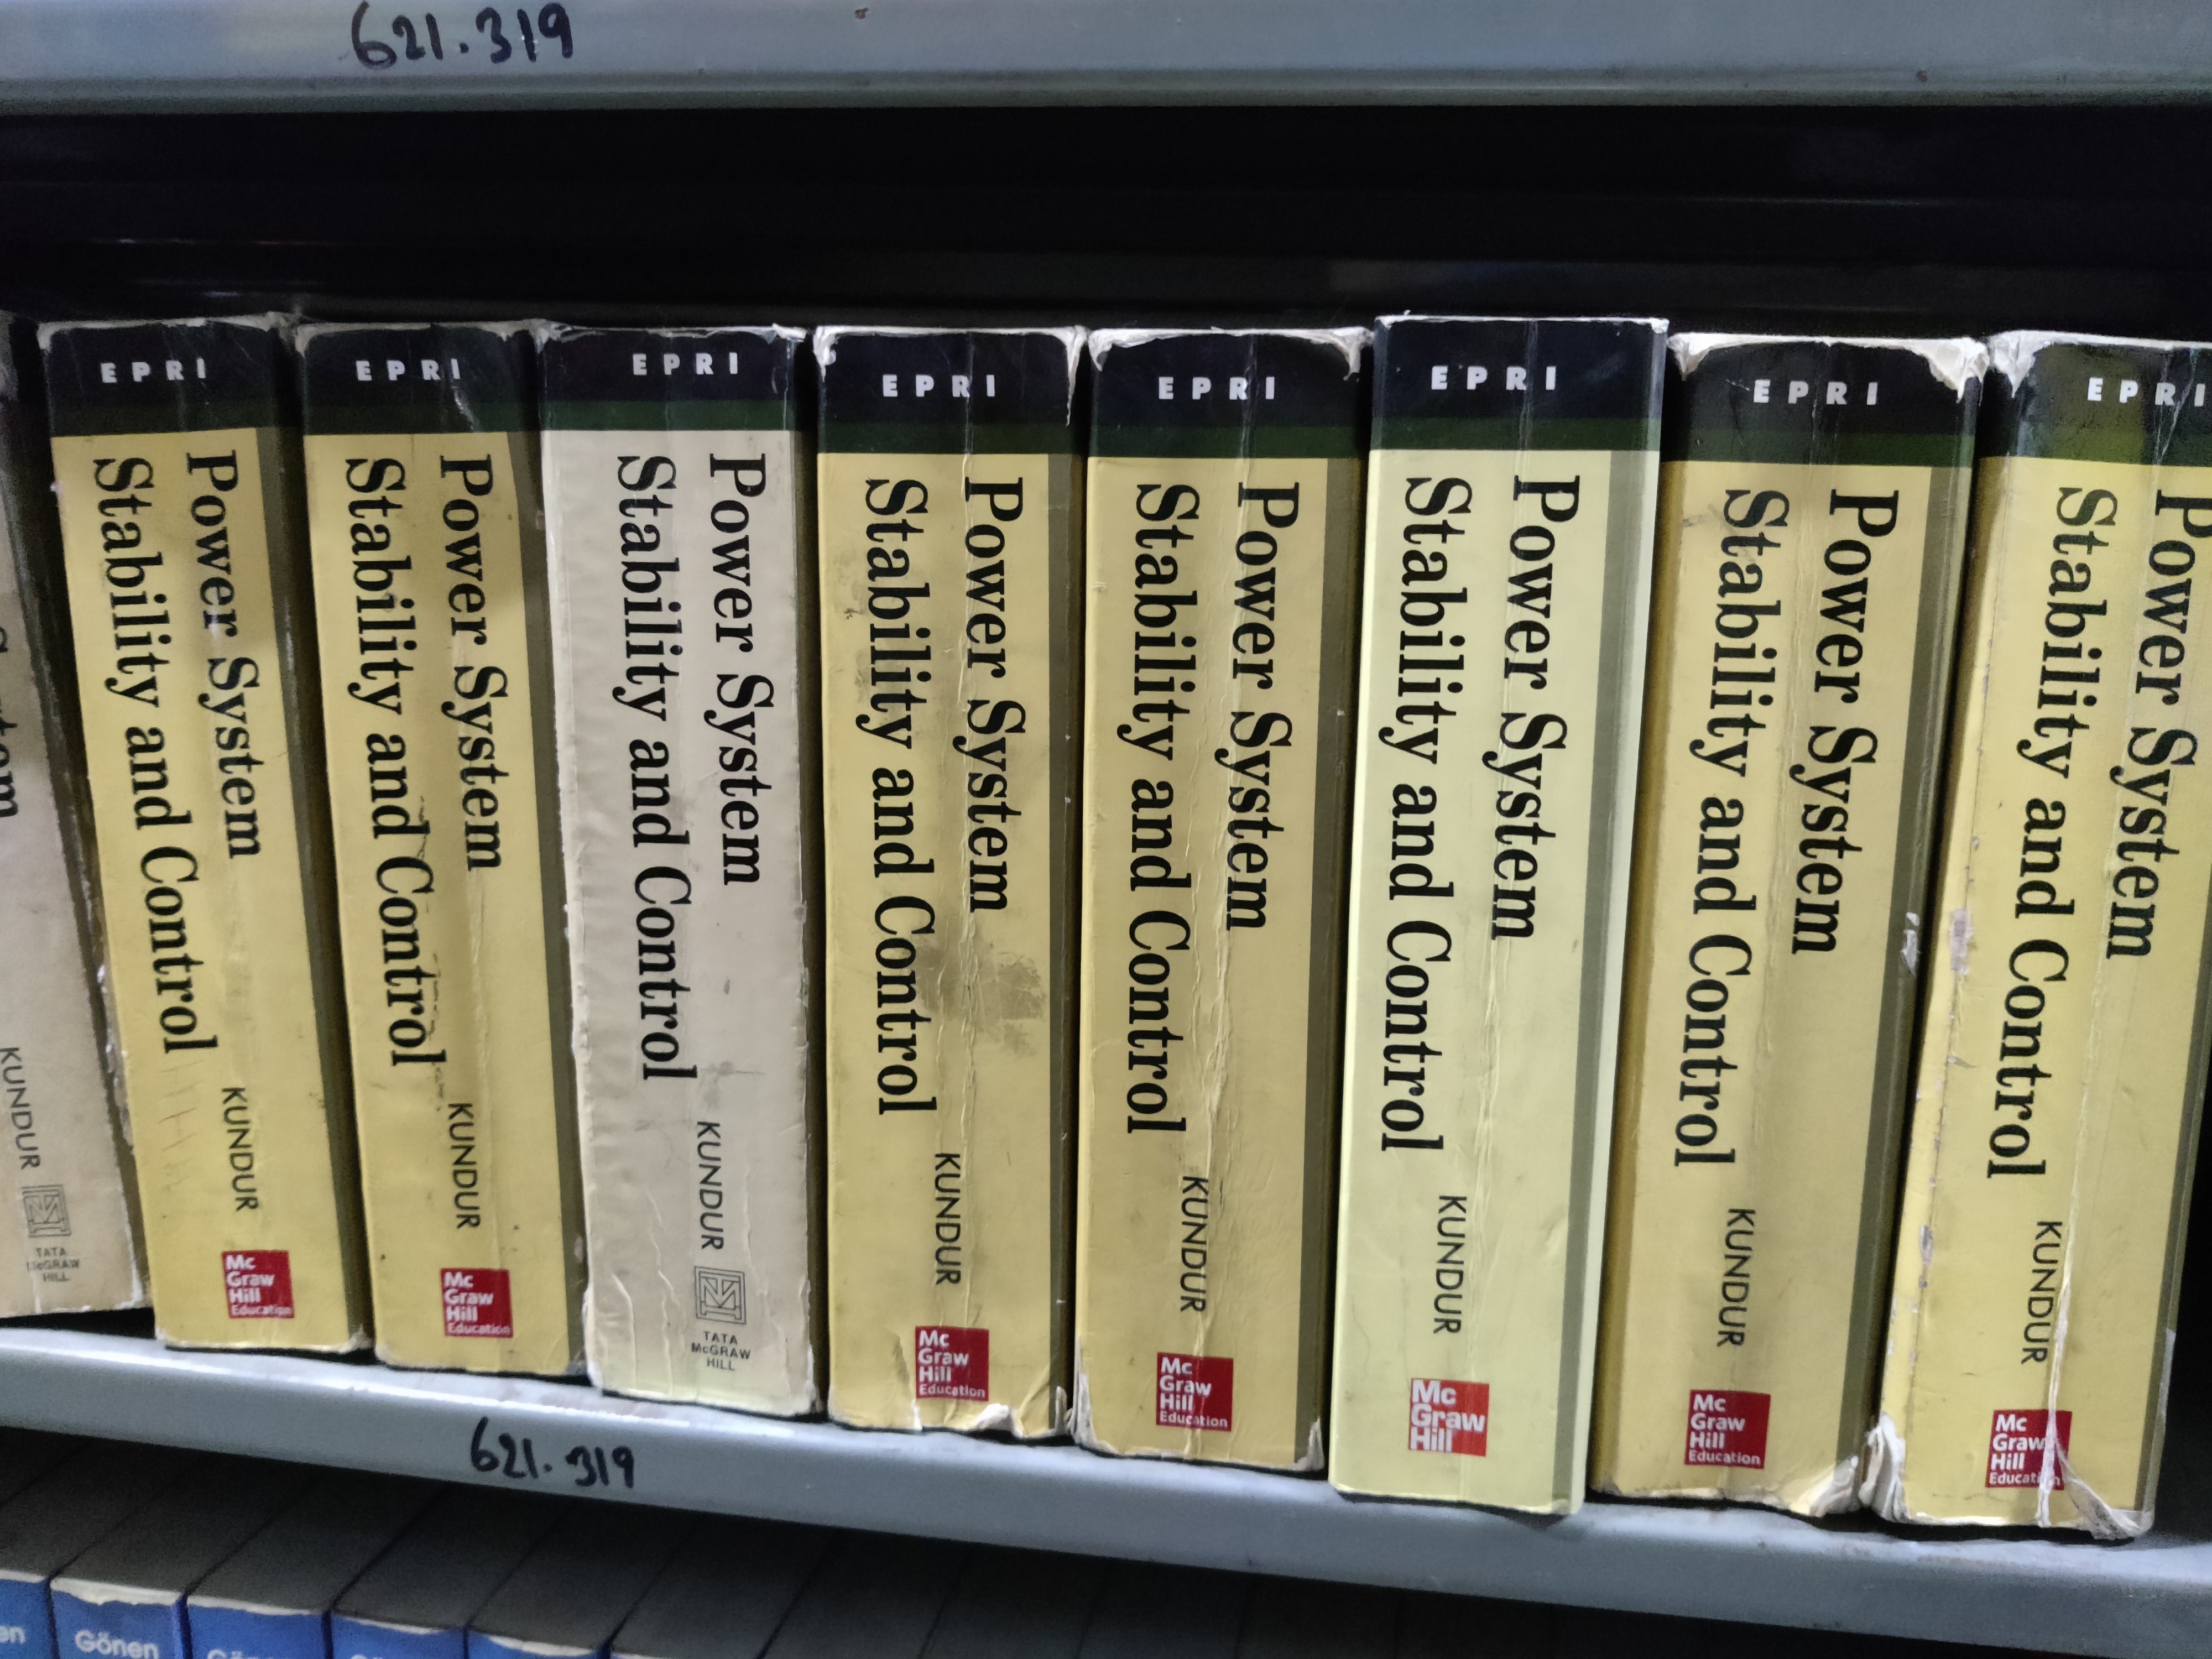 621.319
KUNDUR
TATA
McGRAW
HILL
EPRI
Power System
Stability and Control
KUNDUR
Mc
Graw
Hill
Education
EPRI
Power System
Stability and Control
KUNDUR
Mc
Graw
Hill
Education
EPRI
Power System
Stability and Control
KUNDUR
TATA
McGRAW
HILL
EPRI
Power System
Stability and Control
KUNDUR
Mc
Graw
Hill
Education
EPRI
Power System
Stability and Control
KUNDUR
Mc
Graw
Hill
Education
EPRI
Power System
Stability and Control
KUNDUR
Mc
Graw
Hill
EPRI
Power System
Stability and Control
KUNDUR
Mc
Graw
Hill
Education
EPRI
Power System
Stability and Control
KUNDUR
Mc
Graw
Hill
Education
621.319
Gönen